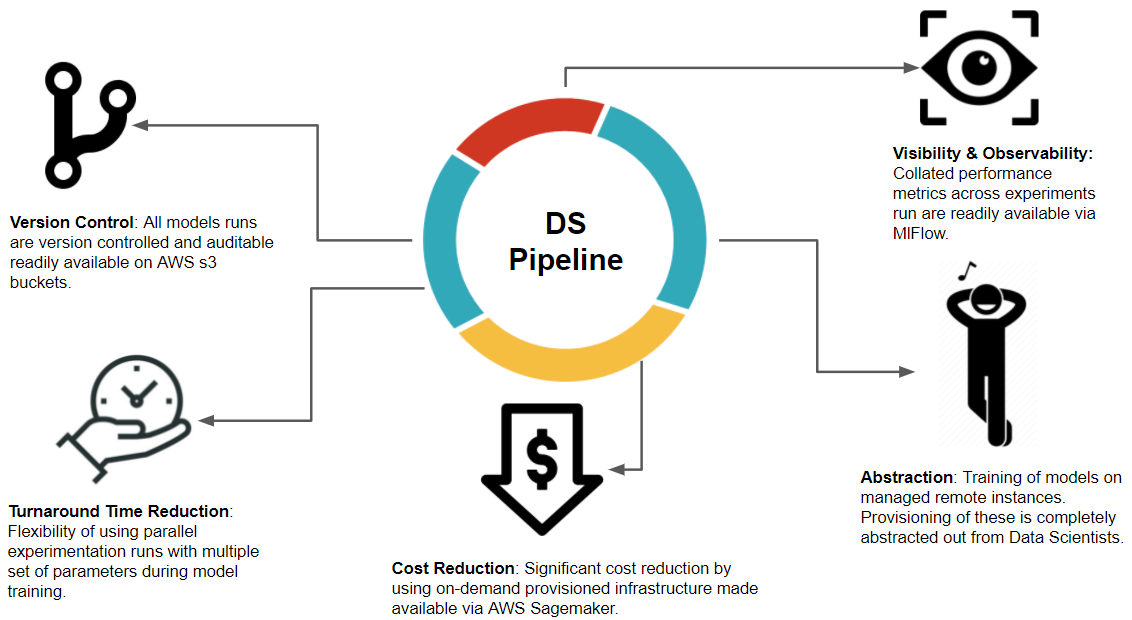 DS
Pipeline
Version Control: All models runs
are version controlled and auditable
readily available on AWS s3
buckets.
Visibility & Observability:
Collated performance
metrics across experiments
run are readily available via
MlFlow.
Turnaround Time Reduction:
Flexibility of using parallel
experimentation runs with multiple
set of parameters during model
training.
$
Cost Reduction: Significant cost reduction by
using on-demand provisioned infrastructure made
available via AWS Sagemaker.
Abstraction: Training of models on
managed remote instances.
Provisioning of these is completely
abstracted out from Data Scientists.